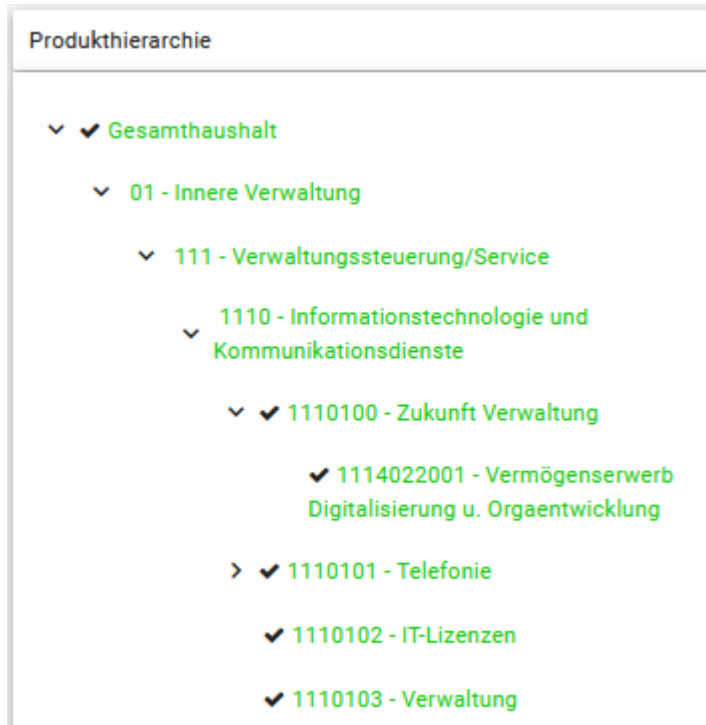 Produkthierarchie
Gesamthaushalt
01 - Innere Verwaltung
111 - Verwaltungssteuerung/Service
1110 - Informationstechnologie und
Kommunikationsdienste
1110100 - Zukunft Verwaltung
1114022001 - Vermögenserwerb
Digitalisierung u. Orgaentwicklung
1110101 - Telefonie
1110102 - IT-Lizenzen
1110103 - Verwaltung